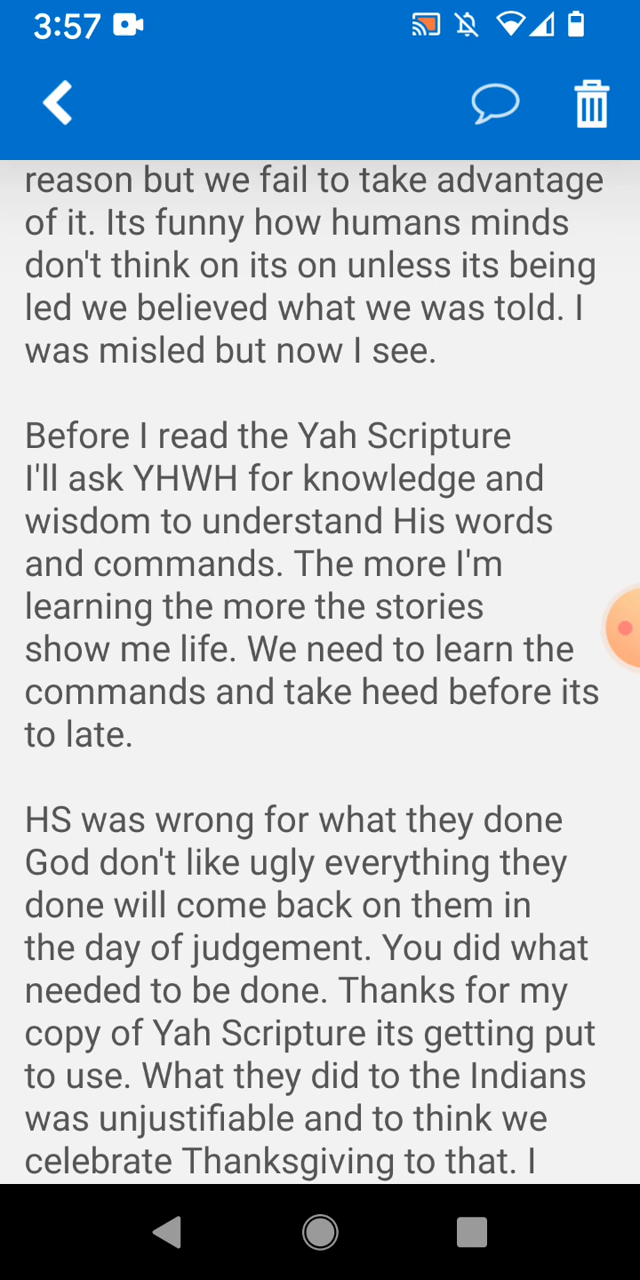 3:57
reason but we fail to take advantage
of it. Its funny how humans minds
don't think on its on unless its being
led we believed what we was told. I
was misled but now I see.
Before I read the Yah Scripture
I'll ask YHWH for knowledge and
wisdom to understand His words
and commands. The more I'm
learning the more the stories
show me life. We need to learn the
commands and take heed before its
to late.
HS was wrong for what they done
God don't like ugly everything they
done will come back on them in
the day of judgement. You did what
needed to be done. Thanks for my
copy of Yah Scripture its getting put
to use. What they did to the Indians
was unjustifiable and to think we
celebrate Thanksgiving to that. I